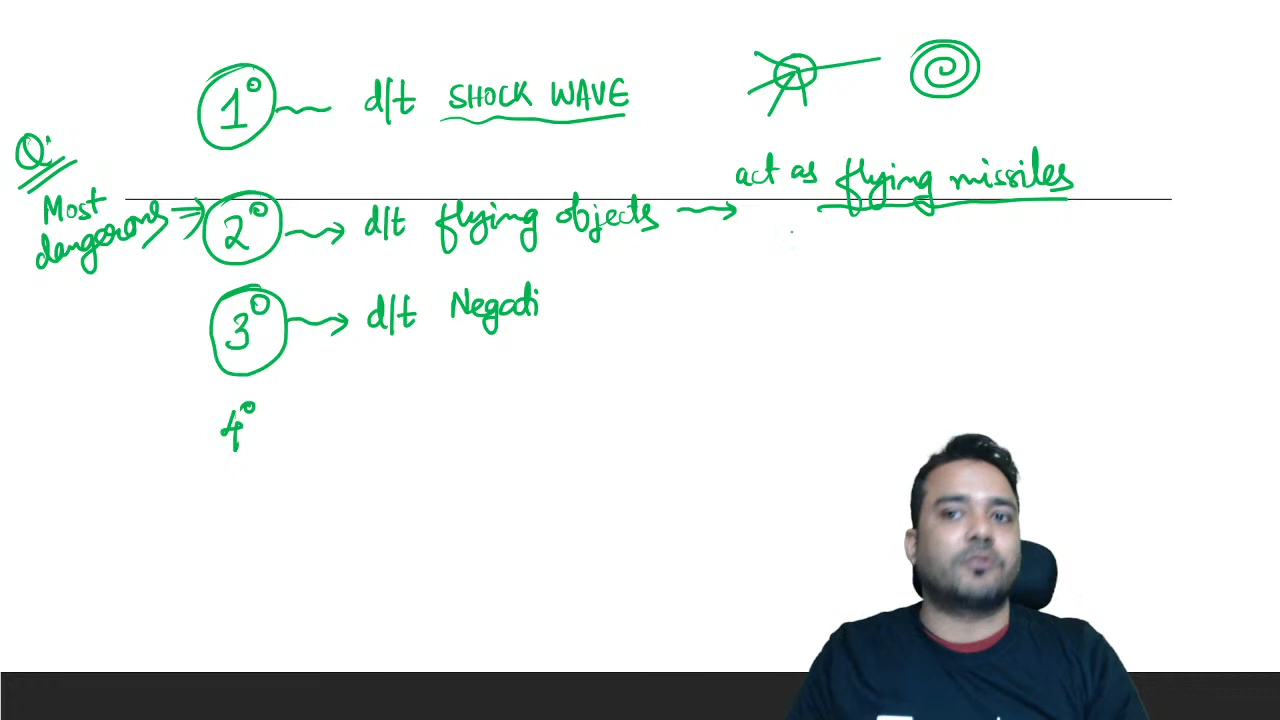 1° d/t SHOCK WAVE
Q:
Most dangerous ⇒ 2° → d/t flying objects → act as flying missiles
3° → d/t Negati
4°